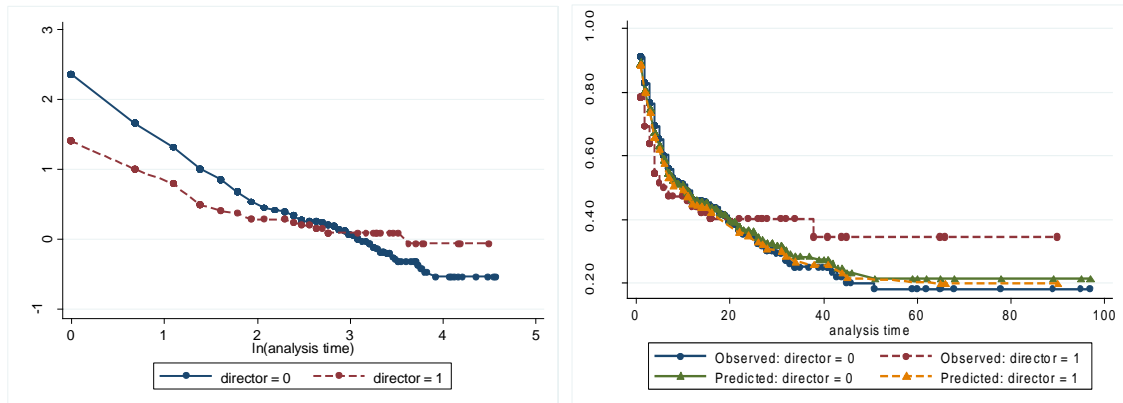 3
2
1
0
-1
0
1
2
3
4
5
ln(analysis time)
director = 0
director = 1
1.00
0.80
0.60
0.40
0.20
0
20
40
60
80
100
analysis time
Observed: director = 0
Observed: director = 1
Predicted: director = 0
Predicted: director = 1